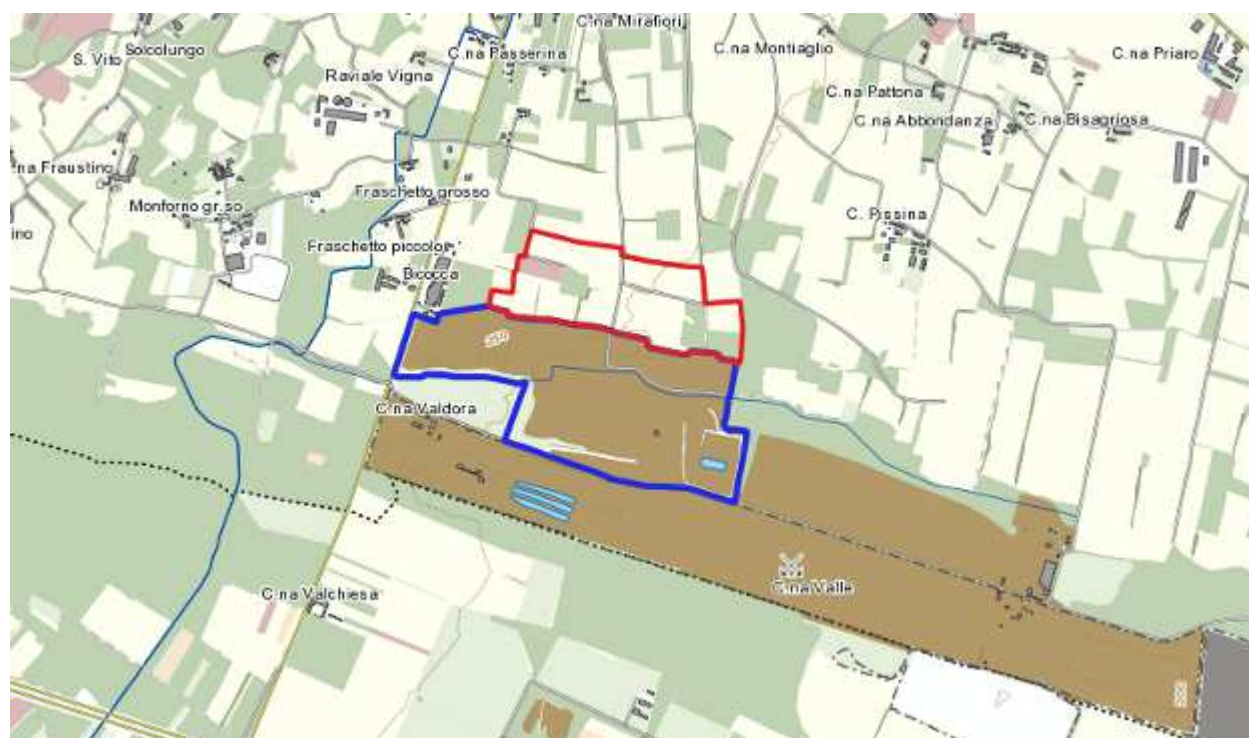 C.na Mirafiori
S. Vito
Solcolungo
C.na Passerina
C.na Montiaglio
C.na Priaro
Raviale Vigna
C.na Pattona
C.na Abbondanza
C.na Bisagriosa
na Fraustino
Fraschetto grosso
Monforno gr.so
C. Pissina
ino
Fraschetto piccolo
Bicocca
250
C.na Valdora
C.na Valle
C.na Valchiesa